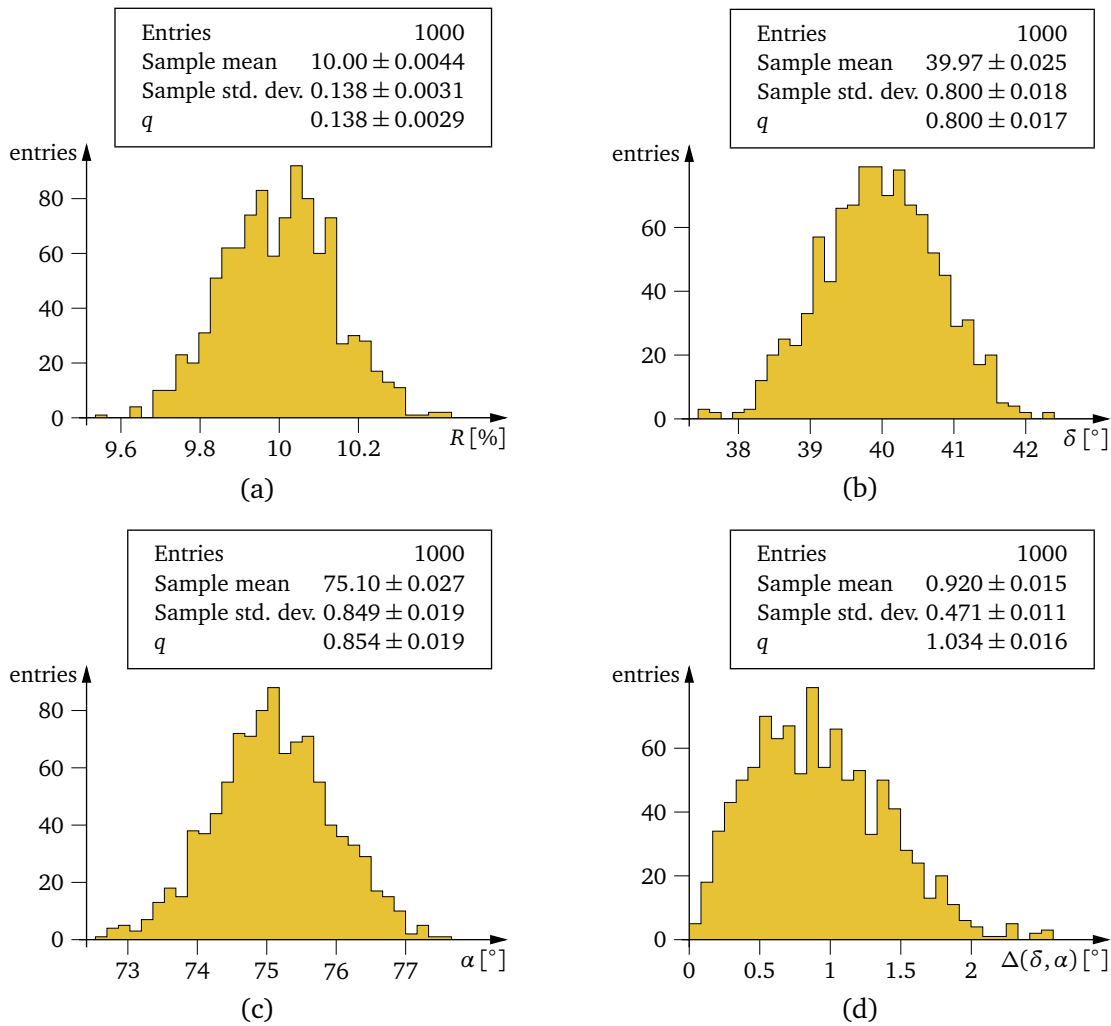 Entries 1000
Sample mean 10.00 ± 0.0044
Sample std. dev. 0.138 ± 0.0031
q 0.138 ± 0.0029
entries
80
60
40
20
0
9.6 9.8 10 10.2 R [%]
(a)
Entries 1000
Sample mean 39.97 ± 0.025
Sample std. dev. 0.800 ± 0.018
q 0.800 ± 0.017
entries
60
40
20
0
38 39 40 41 42 δ [°]
(b)
Entries 1000
Sample mean 75.10 ± 0.027
Sample std. dev. 0.849 ± 0.019
q 0.854 ± 0.019
entries
80
60
40
20
0
73 74 75 76 77 α [°]
(c)
Entries 1000
Sample mean 0.920 ± 0.015
Sample std. dev. 0.471 ± 0.011
q 1.034 ± 0.016
entries
60
40
20
0
0 0.5 1 1.5 2 Δ(δ, α) [°]
(d)